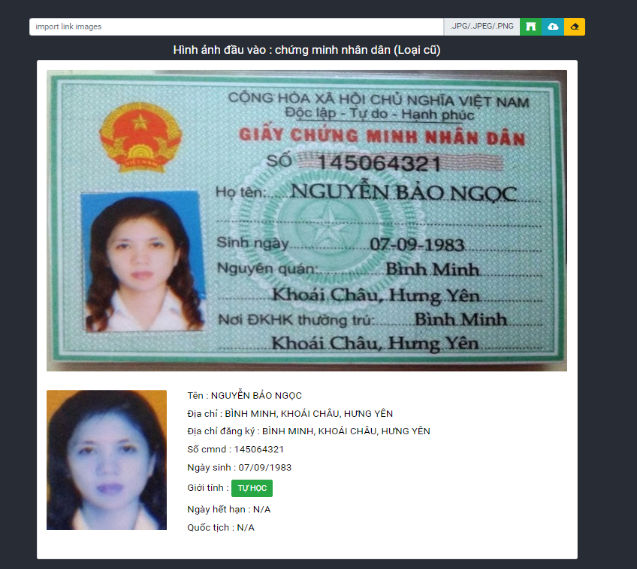 import link images
.JPG/.JPEG/.PNG
Hình ảnh đầu vào : chứng minh nhân dân (Loại cũ)
CỘNG HÒA XÃ HỘI CHỦ NGHĨA VIỆT NAM
Độc lập - Tự do - Hạnh phúc
GIẤY CHỨNG MINH NHÂN DÂN
SỐ 145064321
VIỆT NAM
Họ tên: NGUYỄN BẢO NGỌC
Sinh ngày 07-09-1983
Nguyên quán: Bình Minh
Khoái Châu, Hưng Yên
Nơi ĐKHK thường trú: Bình Minh
Khoái Châu, Hưng Yên
Tên : NGUYỄN BẢO NGỌC
Địa chỉ : BÌNH MINH, KHOÁI CHÂU, HƯNG YÊN
Địa chỉ đăng ký : BÌNH MINH, KHOÁI CHÂU, HƯNG YÊN
Số cmnd : 145064321
Ngày sinh : 07/09/1983
Giới tính : TỰ HỌC
Ngày hết hạn : N/A
Quốc tịch : N/A